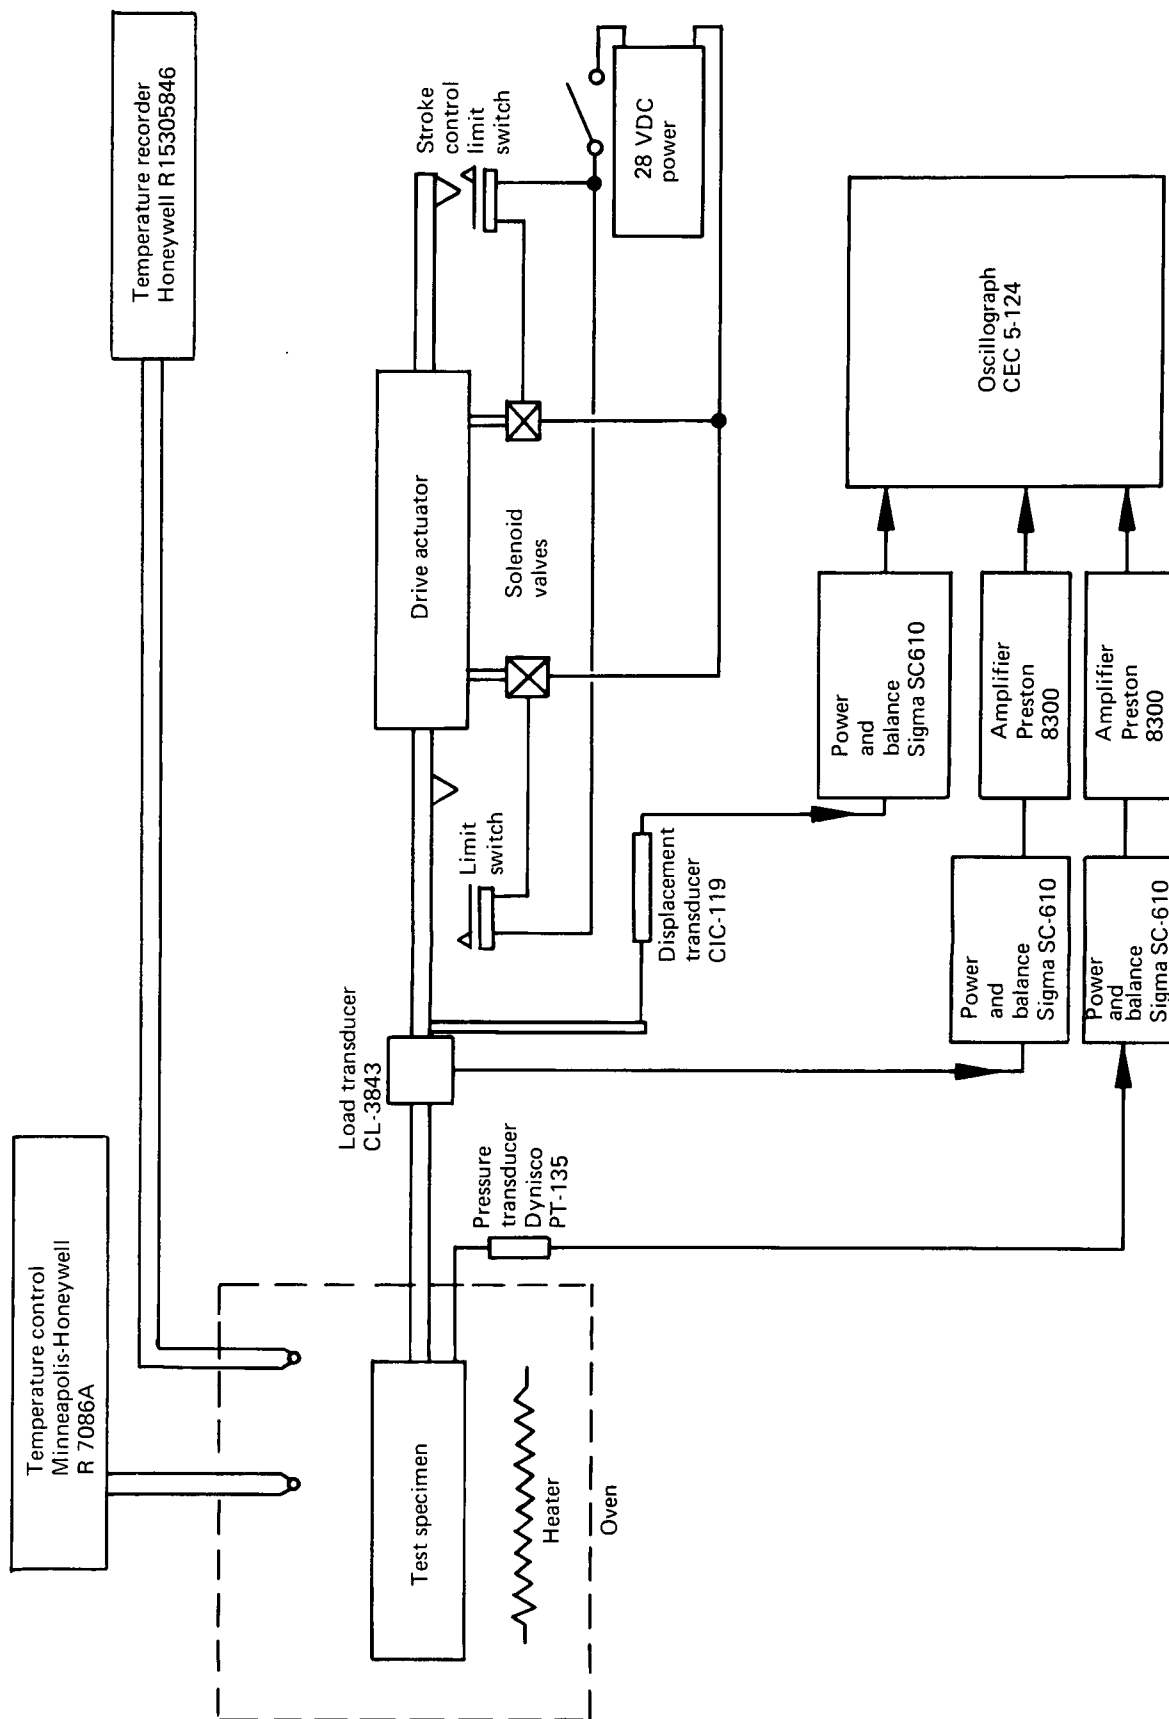 Temperature control
Minneapolis-Honeywell
R 7086A
Temperature recorder
Honeywell R15305846
Load transducer
CL-3843
Stroke
control
limit
switch
Test specimen
Drive actuator
Limit
switch
Solenoid
valves
Heater
Oven
Pressure
transducer
Dynisco
PT-135
28 VDC
power
Displacement
transducer
CIC-119
Power
and
balance
Sigma SC610
Oscillograph
CEC 5-124
Power
and
balance
Sigma SC-610
Amplifier
Preston
8300
Power
and
balance
Sigma SC-610
Amplifier
Preston
8300